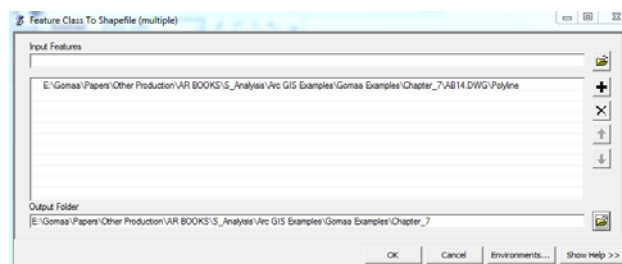 Feature Class To Shapefile (multiple)
Input Features
E:\Gomaa\Papers\Other Production\AR BOOKS\S_Analyisis\Arc GIS Examples\Gomaa Examples\Chapter_7\AB14.DWG\Polyline
Output Folder
E:\Gomaa\Papers\Other Production\AR BOOKS\S_Analyisis\Arc GIS Examples\Gomaa Examples\Chapter_7
OK Cancel Environments... Show Help >>